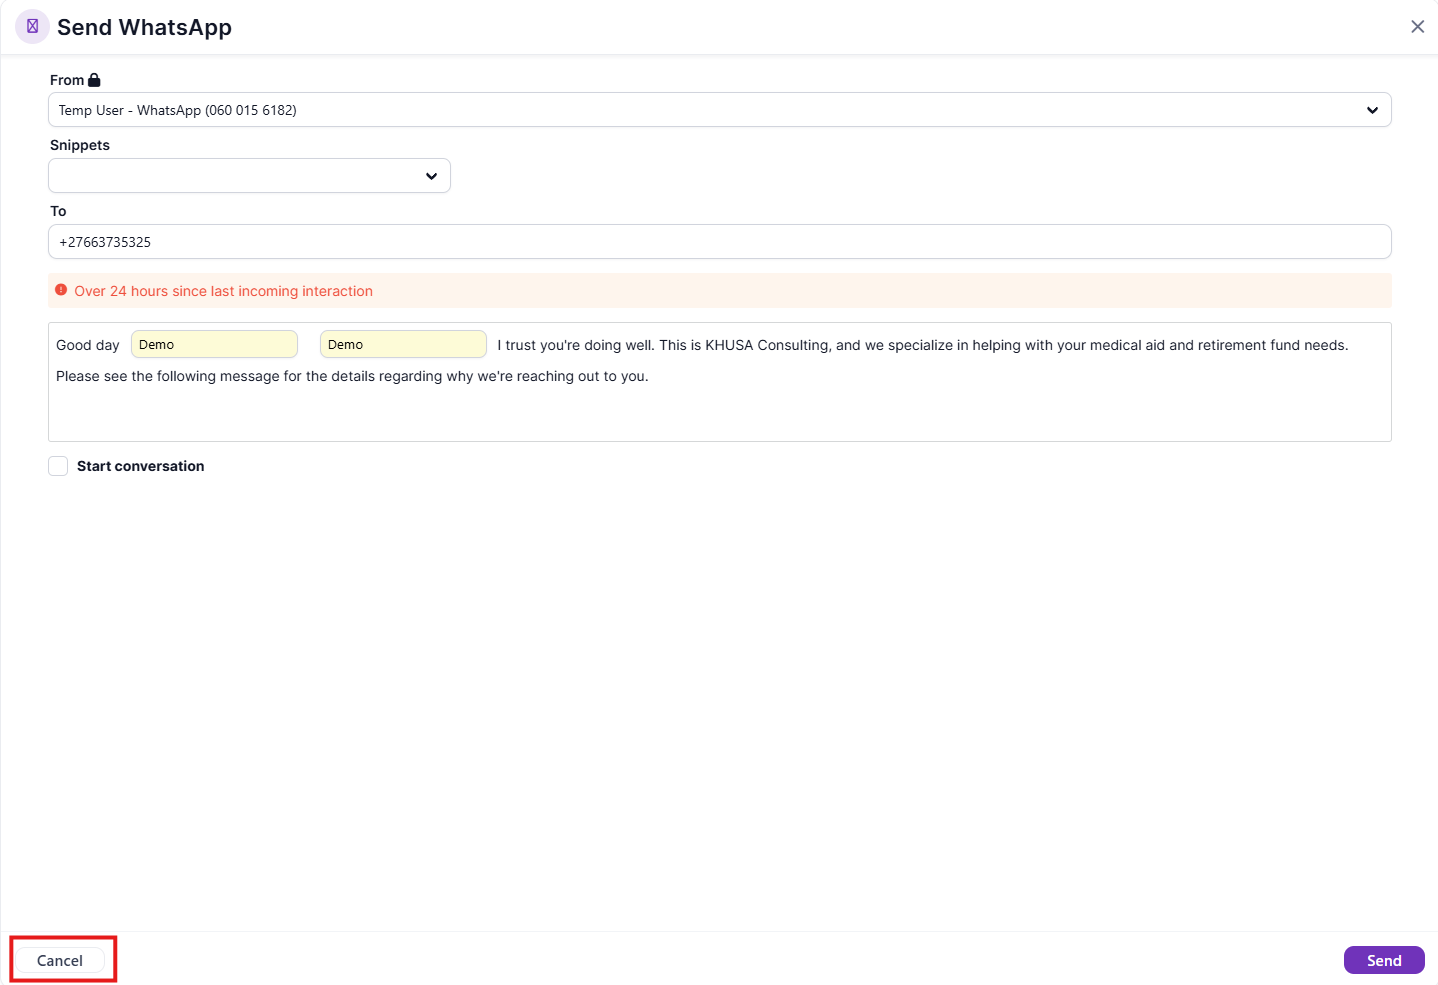 Send WhatsApp
From
Temp User - WhatsApp (060 015 6182)
Snippets
To
+27663735325
Over 24 hours since last incoming interaction
Good day Demo Demo I trust you're doing well. This is KHUSA Consulting, and we specialize in helping with your medical aid and retirement fund needs.
Please see the following message for the details regarding why we're reaching out to you.
Start conversation
Cancel Send